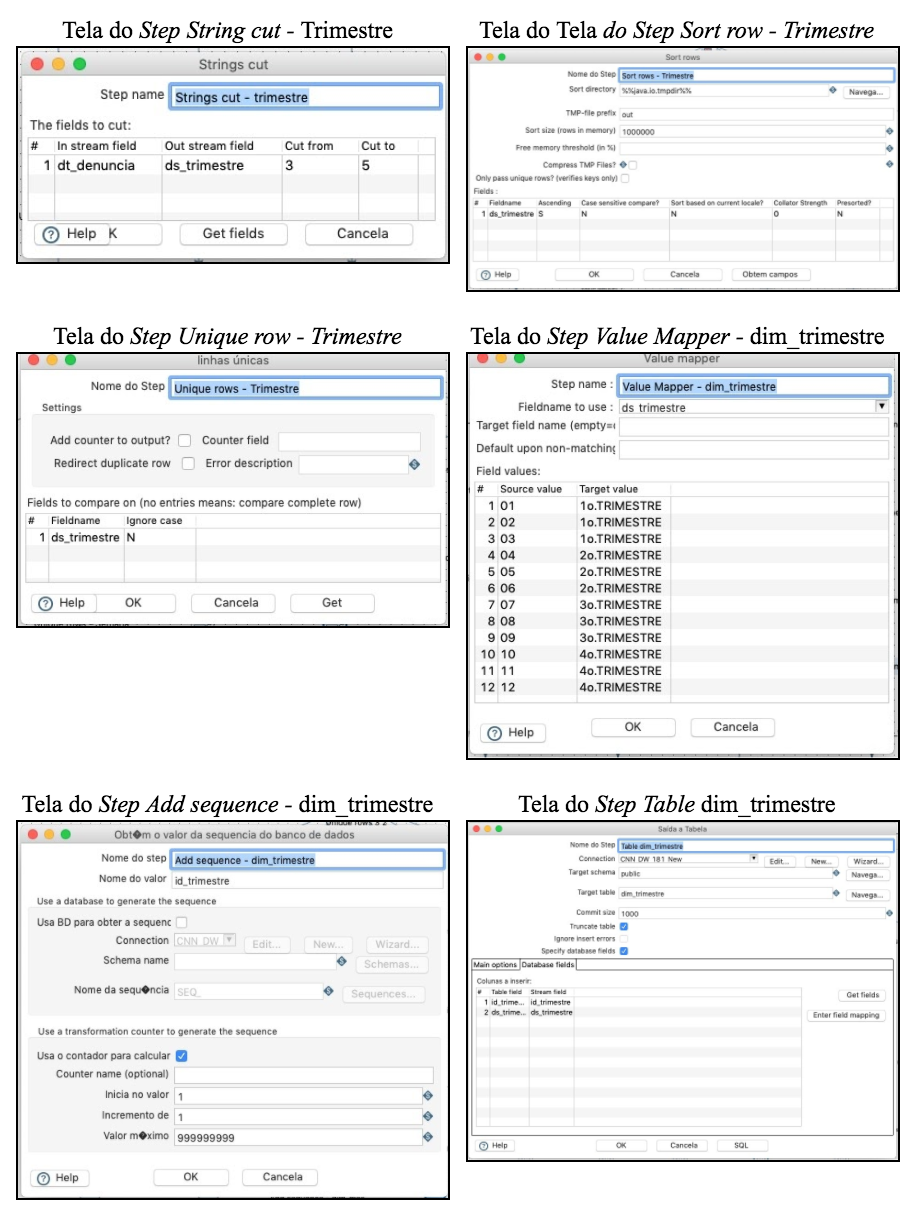 Tela do Step String cut - Trimestre
Strings cut
Step name Strings cut - trimestre
The fields to cut:
# In stream field Out stream field Cut from Cut to
1 dt_denuncia ds_trimestre 3 5
Help K Get fields Cancela
Tela do Tela do Step Sort row - Trimestre
Sort rows
Nome do Step Sort rows - Trimestre
Sort directory %%java.io.tmpdir%% Navega...
TMP-file prefix out
Sort size (rows in memory) 1000000
Free memory threshold (in %)
Compress TMP Files?
Only pass unique rows? (verifies keys only)
Fields :
# Fieldname Ascending Case sensitive compare? Sort based on current locale? Collator Strength Presorted?
1 ds_trimestre S N N 0 N
Help OK Cancela Obtem campos
Tela do Step Unique row - Trimestre
linhas únicas
Nome do Step Unique rows - Trimestre
Settings
Add counter to output? Counter field
Redirect duplicate row Error description
Fields to compare on (no entries means: compare complete row)
# Fieldname Ignore case
1 ds_trimestre N
Help OK Cancela Get
Tela do Step Value Mapper - dim_trimestre
Value mapper
Step name : Value Mapper - dim_trimestre
Fieldname to use : ds_trimestre
Target field name (empty=
Default upon non-matching
Field values:
# Source value Target value
1 01 1o.TRIMESTRE
2 02 1o.TRIMESTRE
3 03 1o.TRIMESTRE
4 04 2o.TRIMESTRE
5 05 2o.TRIMESTRE
6 06 2o.TRIMESTRE
7 07 3o.TRIMESTRE
8 08 3o.TRIMESTRE
9 09 3o.TRIMESTRE
10 10 4o.TRIMESTRE
11 11 4o.TRIMESTRE
12 12 4o.TRIMESTRE
Help OK Cancela
Tela do Step Add sequence - dim_trimestre
Obt�m o valor da sequencia do banco de dados
Nome do step Add sequence - dim_trimestre
Nome do valor id_trimestre
Use a database to generate the sequence
Usa BD para obter a sequenc
Connection CNN_DW Edit... New... Wizard...
Schema name Schemas...
Nome da sequ�ncia SEQ_ Sequences...
Use a transformation counter to generate the sequence
Usa o contador para calcular
Counter name (optional)
Inicia no valor 1
Incremento de 1
Valor m�ximo 999999999
Help OK Cancela
Tela do Step Table dim_trimestre
Saída a Tabela
Nome do Step Table dim_trimestre
Connection CNN_DW_181_New Edit... New... Wizard...
Target schema public Navega...
Target table dim_trimestre Navega...
Commit size 1000
Truncate table
Ignore insert errors
Specify database fields
Main options Database fields
Colunas a inserir:
# Table field Stream field
1 id_trime... id_trimestre
2 ds_trime... ds_trimestre
Get fields
Enter field mapping
Help OK Cancela SQL